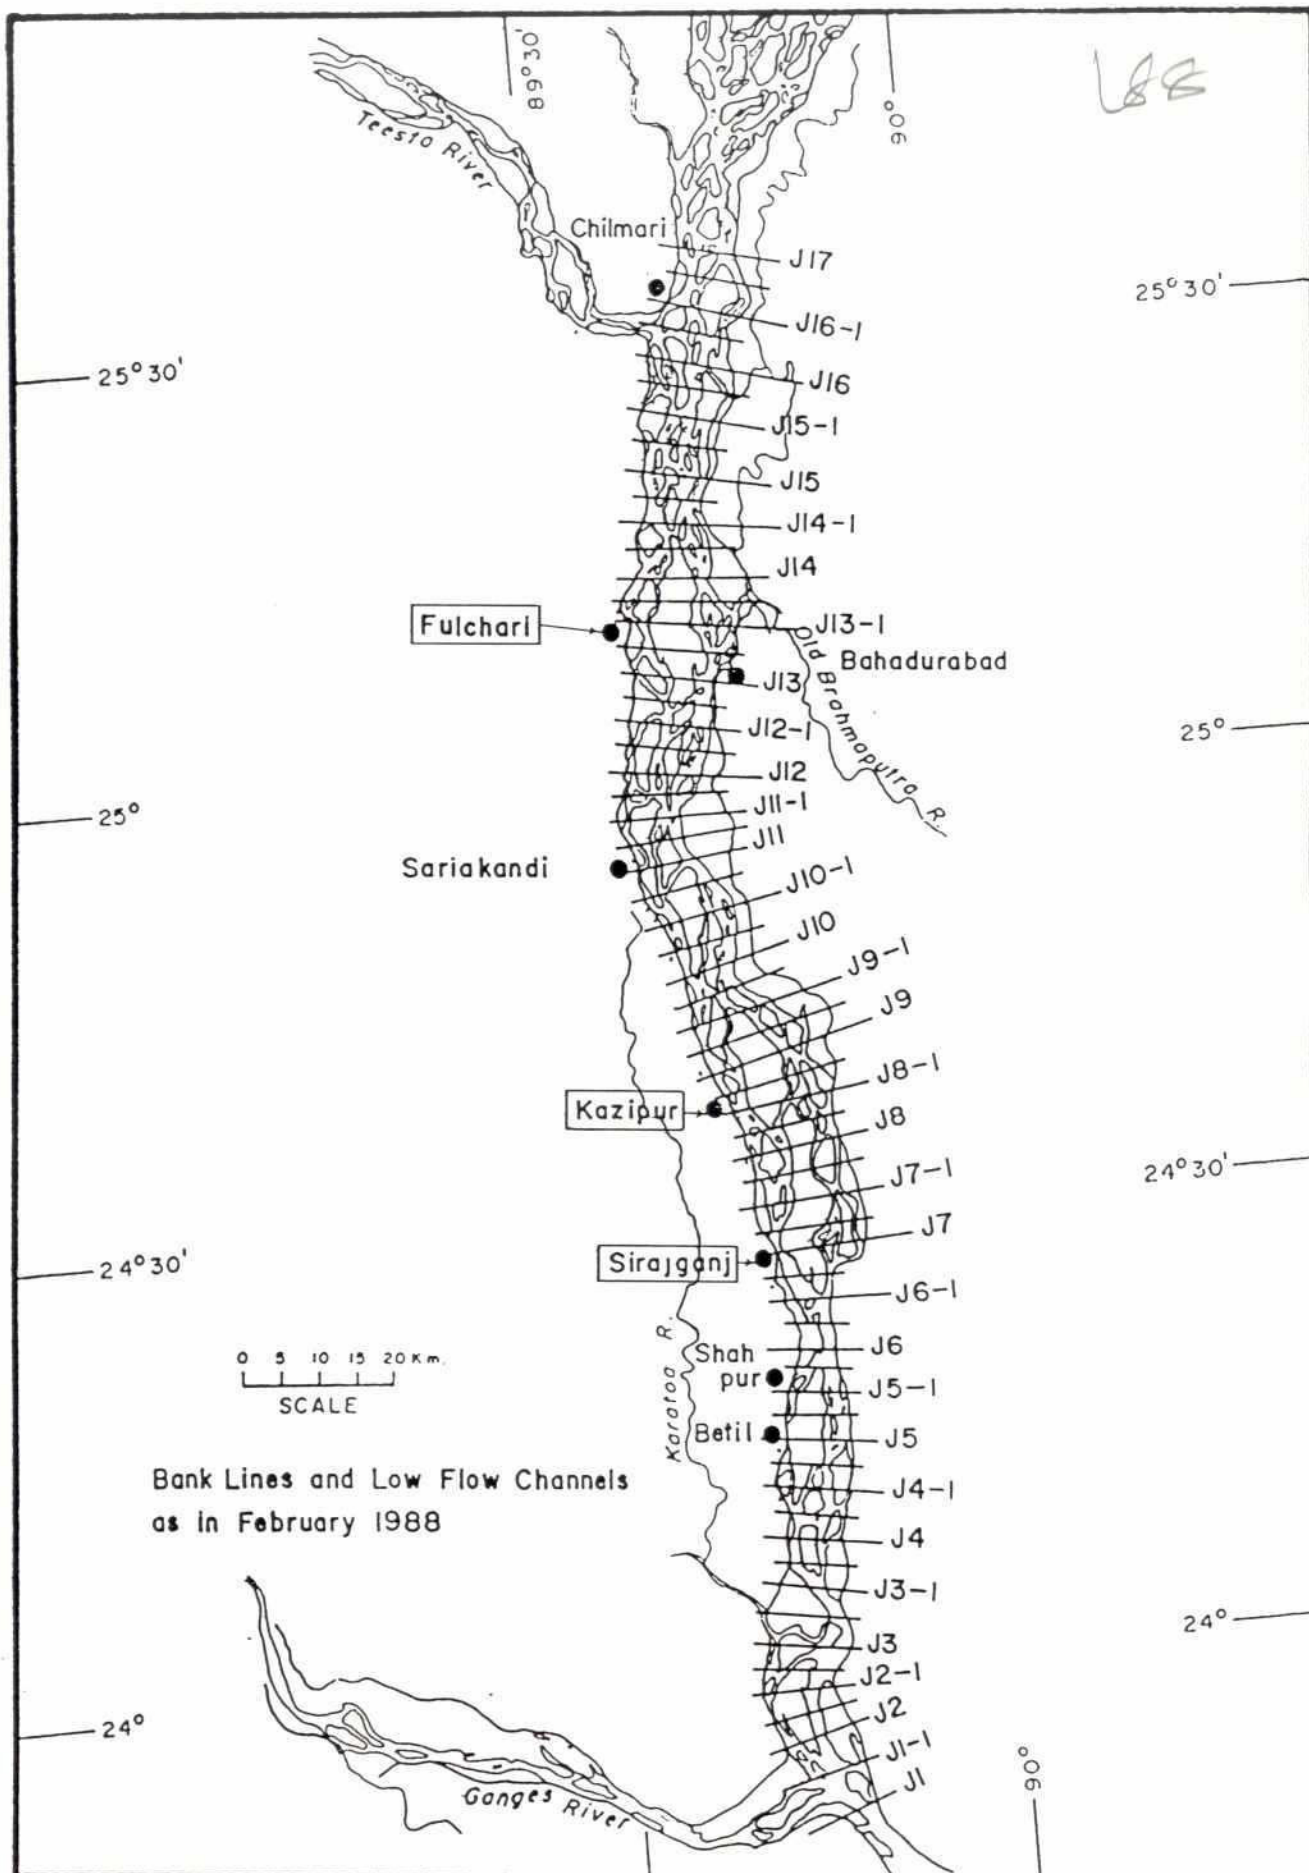 89°30'
90°
188
Teesta River
Chilmari
J17
25°30'
J16-1
25°30'
J16
J15-1
J15
J14-1
J14
Fulchari
J13-1
Old Brahmaputra R.
Bahadurabad
J13
25°
J12-1
J12
25°
J11-1
J11
Sariakandi
J10-1
J10
J9-1
J9
J8-1
Kazipur
J8
24°30'
J7-1
J7
Sirajganj
24°30'
J6-1
Karatoa R.
0 5 10 15 20 Km.
SCALE
J6
Shah
pur
J5-1
Betil
J5
Bank Lines and Low Flow Channels
as in February 1988
J4-1
J4
J3-1
24°
J3
J2-1
24°
J2
J1-1
J1
90°
Ganges River